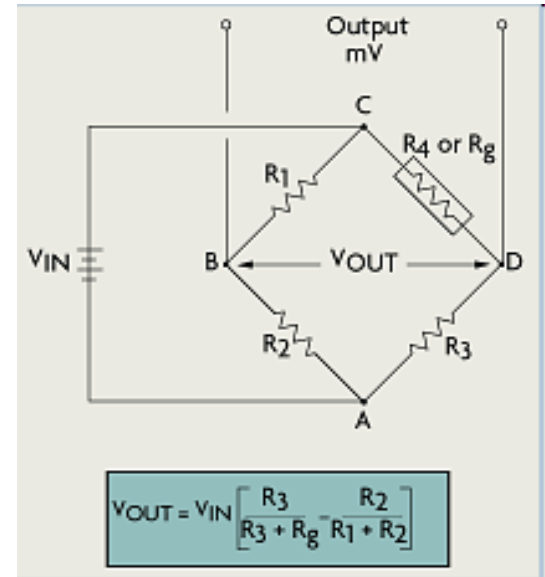 Output
mV
C
R4 or Rg
R1
VIN
B
VOUT
D
R2
R3
A
VOUT = VIN [ R3 / R3 + Rg - R2 / R1 + R2 ]